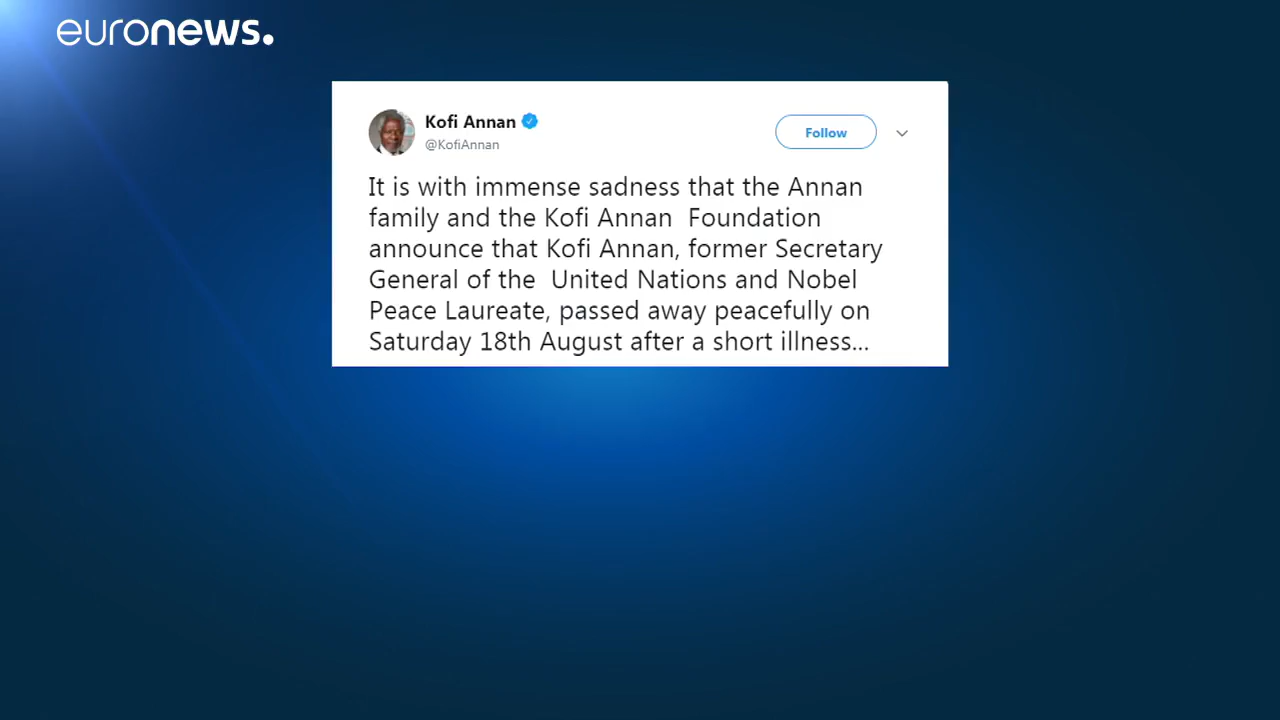 euronews.
Kofi Annan
Follow
@KofiAnnan
It is with immense sadness that the Annan
family and the Kofi Annan  Foundation
announce that Kofi Annan, former Secretary
General of the  United Nations and Nobel
Peace Laureate, passed away peacefully on
Saturday 18th August after a short illness...